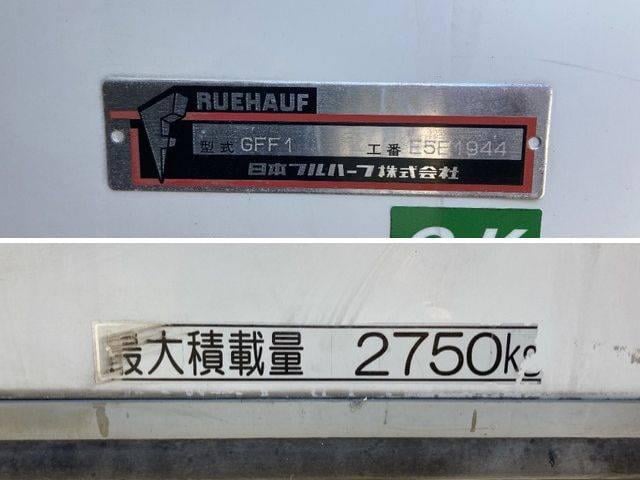 RUEHAUF
型式 GFF1 工番 E5E1944
日本フルハーフ株式会社
最大積載量 2750kg